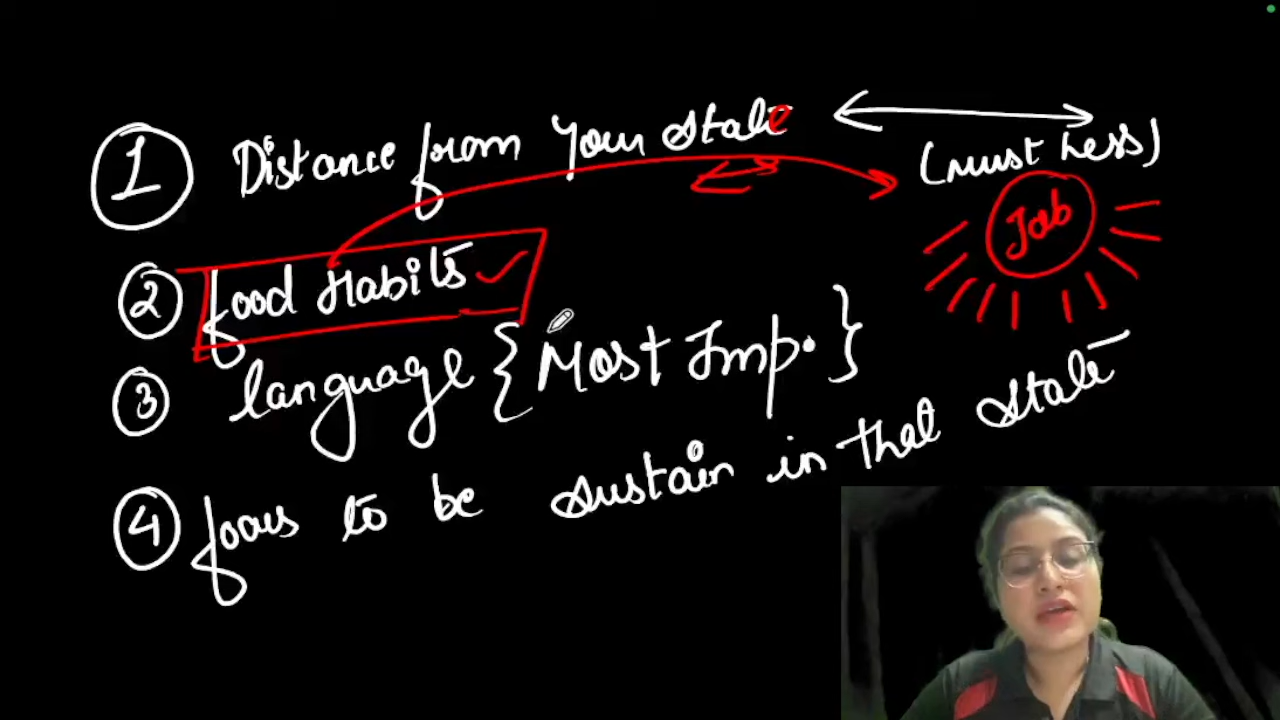 1 Distance from Your State (must Less)
Job
2 food Habits
3 language {Most Imp.}
4 focus to be sustain in that state